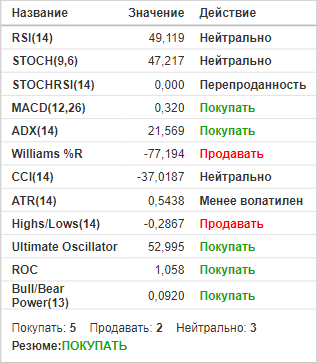 Название Значение Действие
RSI(14) 49,119 Нейтрально
STOCH(9,6) 47,217 Нейтрально
STOCHRSI(14) 0,000 Перепроданность
MACD(12,26) 0,320 Покупать
ADX(14) 21,569 Покупать
Williams %R -77,194 Продавать
CCI(14) -37,0187 Нейтрально
ATR(14) 0,5438 Менее волатилен
Highs/Lows(14) -0,2867 Продавать
Ultimate Oscillator 52,995 Покупать
ROC 1,058 Покупать
Bull/Bear
Power(13) 0,0920 Покупать
Покупать: 5 Продавать: 2 Нейтрально: 3
Резюме:ПОКУПАТЬ